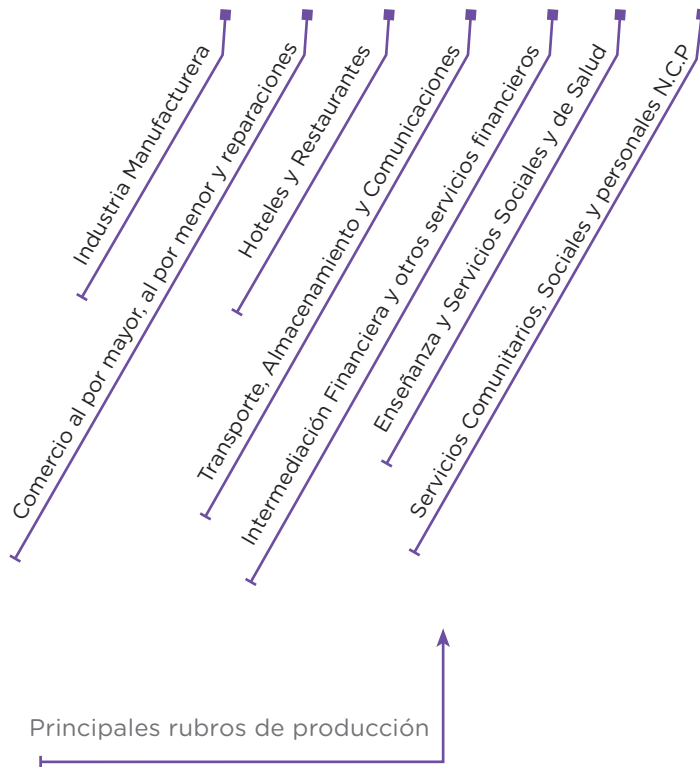 Industria Manufacturera
Comercio al por mayor, al por menor y reparaciones
Hoteles y Restaurantes
Transporte, Almacenamiento y Comunicaciones
Intermediación Financiera y otros servicios financieros
Enseñanza y Servicios Sociales y de Salud
Servicios Comunitarios, Sociales y personales N.C.P
Principales rubros de producción